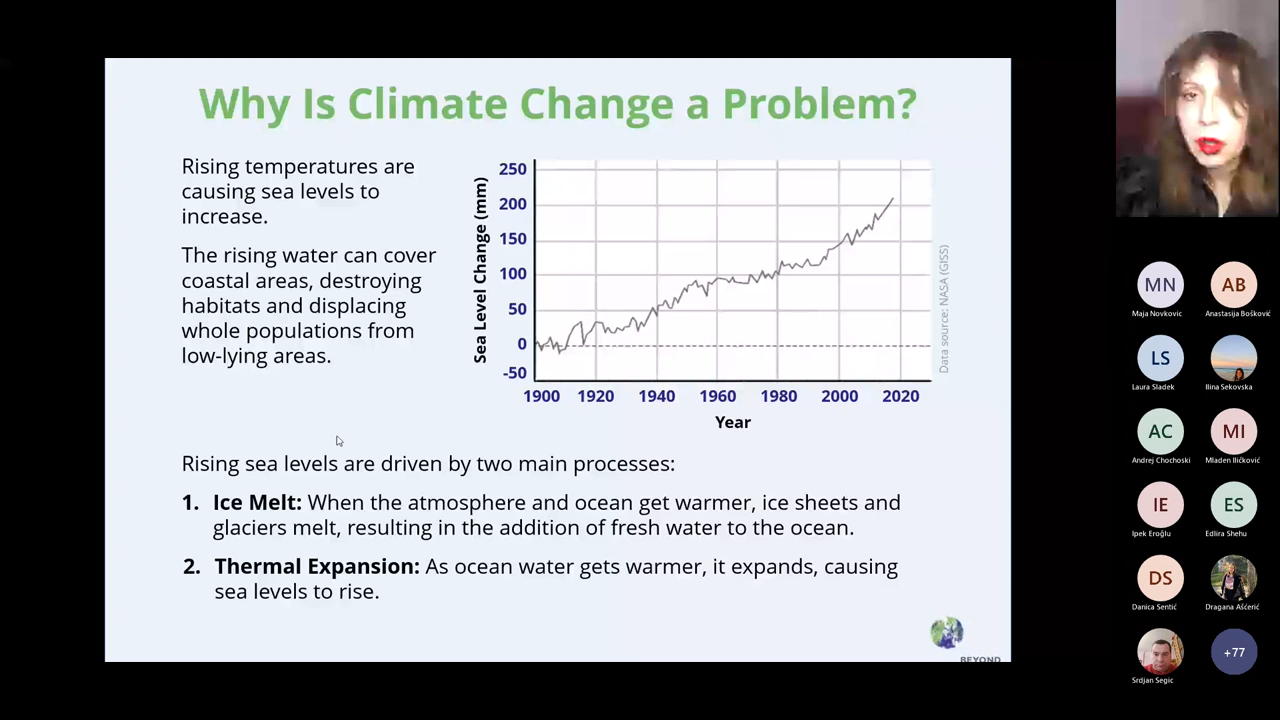 Why Is Climate Change a Problem?
Rising temperatures are
causing sea levels to
increase.
The rising water can cover
coastal areas, destroying
habitats and displacing
whole populations from
low-lying areas.
Sea Level Change (mm)
250
200
150
100
50
0
-50
1900 1920 1940 1960 1980 2000 2020
Year
Data source: NASA (GISS)
Rising sea levels are driven by two main processes:
1. Ice Melt: When the atmosphere and ocean get warmer, ice sheets and
glaciers melt, resulting in the addition of fresh water to the ocean.
2. Thermal Expansion: As ocean water gets warmer, it expands, causing
sea levels to rise.
BEYOND
MN
Maja Novkovic
AB
Anastasija Bošković
LS
Laura Sladek
Ilina Sekovska
AC
Andrej Chochoski
MI
Mladen Iličković
IE
Ipek Eroğlu
ES
Edlira Shehu
DS
Danica Sentić
Dragana Ašćerić
Srdjan Segic
+77